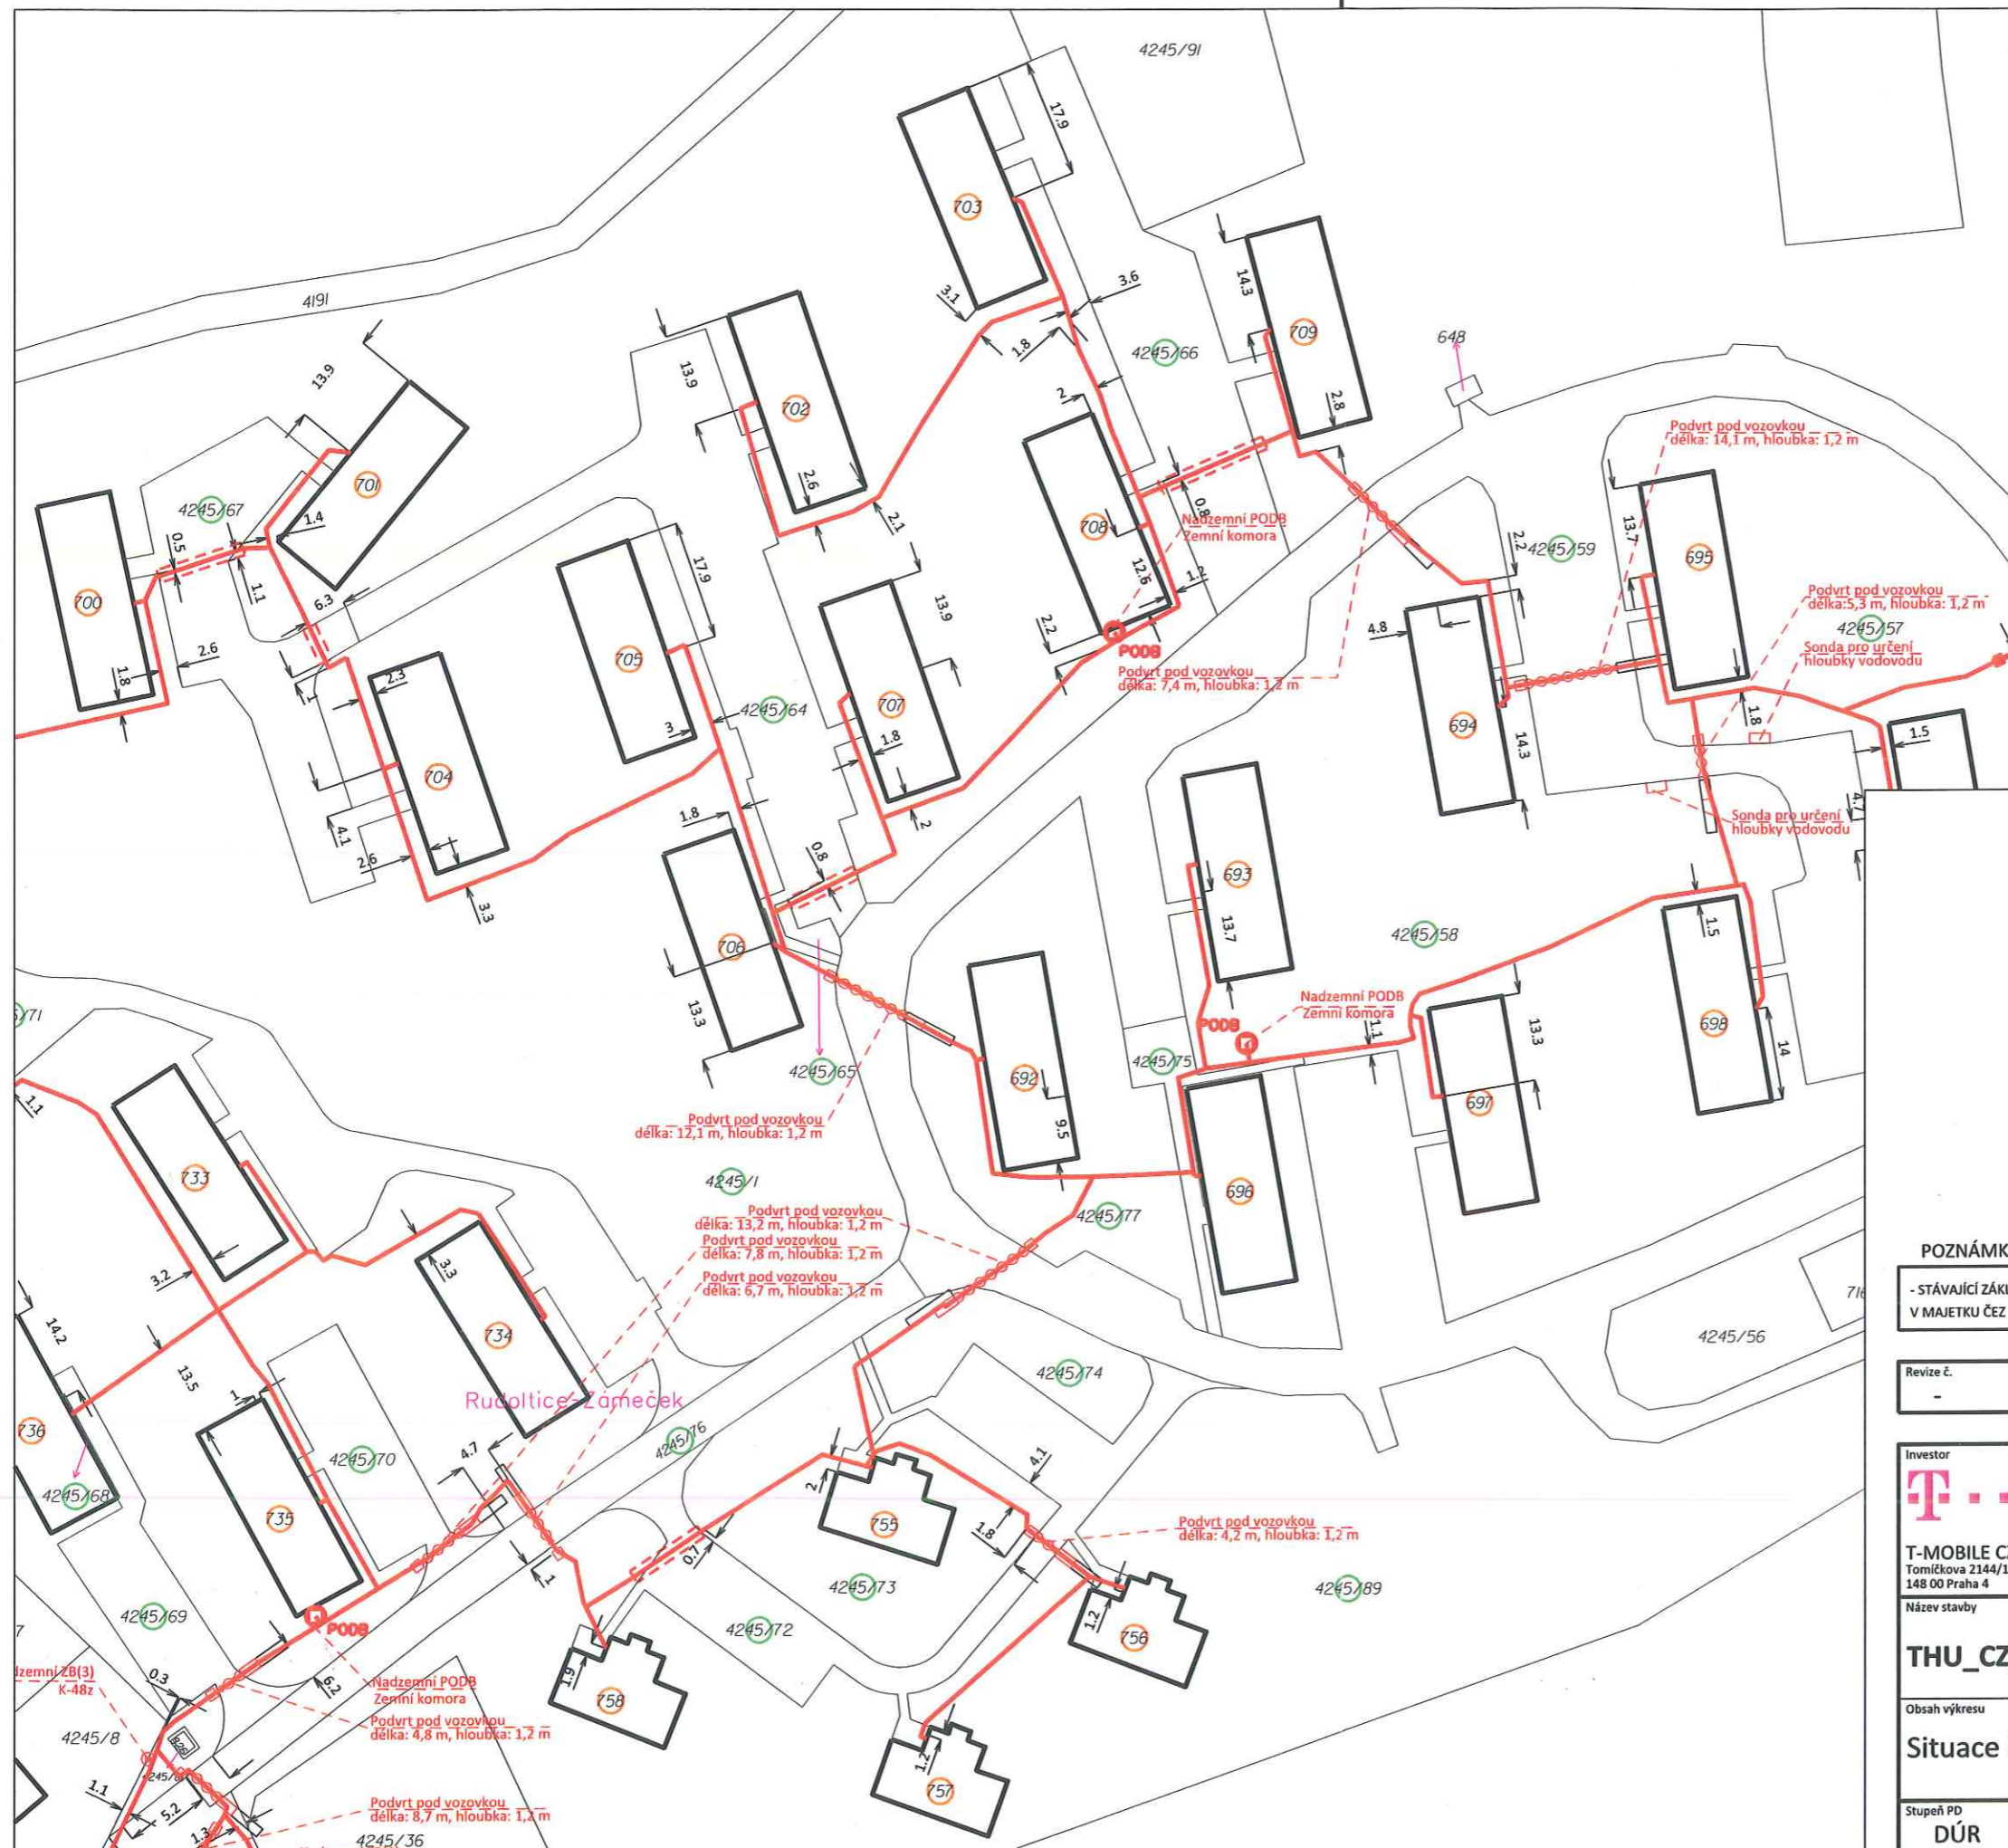 4245/91
17.9
703
4191
3.1
3.6
1.8
14.3
709
4245/66
648
13.9
13.9
702
2
2.8
Podvrt pod vozovkou
délka: 14,1 m, hloubka: 1,2 m
701
4245/67
1.4
0.5
1.1
2.6
2.1
0.8
708
Nadzemní PODB
Zemní komora
12.6
2.2
4245/59
13.7
695
700
6.3
17.9
705
13.9
2.2
PODB
Podvrt pod vozovkou
délka: 7,4 m, hloubka: 1,2 m
4.8
Podvrt pod vozovkou
délka:5,3 m, hloubka: 1,2 m
4245/57
Sonda pro určení
hloubky vodovodu
2.6
1.8
1
2.3
3
4245/64
707
1.8
694
14.3
1.8
1.5
704
4.1
2.6
3.3
1.8
0.8
2
4.7
Sonda pro určení
hloubky vodovodu
693
13.7
706
13.3
4245/58
1.5
698
14
5/71
Nadzemní PODB
Zemní komora
PODB
1.1
13.3
4245/65
692
9.5
4245/75
697
1.1
Podvrt pod vozovkou
délka: 12,1 m, hloubka: 1,2 m
733
4245/1
696
4245/77
Podvrt pod vozovkou
délka: 13,2 m, hloubka: 1,2 m
Podvrt pod vozovkou
délka: 7,8 m, hloubka: 1,2 m
Podvrt pod vozovkou
délka: 6,7 m, hloubka: 1,2 m
3.2
3.3
734
14.2
13.5
1
4245/56
716
POZNÁMK
- STÁVAJÍCÍ ZÁKL
V MAJETKU ČEZ
Rudoltice-Zámeček
4245/74
Revize č.
-
736
4245/68
4245/70
4.7
4245/76
4.1
2
735
755
1.8
0.7
1
Podvrt pod vozovkou
délka: 4,2 m, hloubka: 1,2 m
Investor
T
T-MOBILE CZ
Tomíčkova 2144/1
148 00 Praha 4
4245/73
4245/89
4245/69
PODB
4245/72
1.2
756
Název stavby
THU_CZ
7
dzemní ZB(3)
K-48z
0.3
6.2
Nadzemní PODB
Zemní komora
1.9
758
Podvrt pod vozovkou
délka: 4,8 m, hloubka: 1,2 m
4245/8
Obsah výkresu
Situace
1.2
757
1.1
5.2
1.3
Podvrt pod vozovkou
délka: 8,7 m, hloubka: 1,2 m
4245/36
Stupeň PD
DÚR